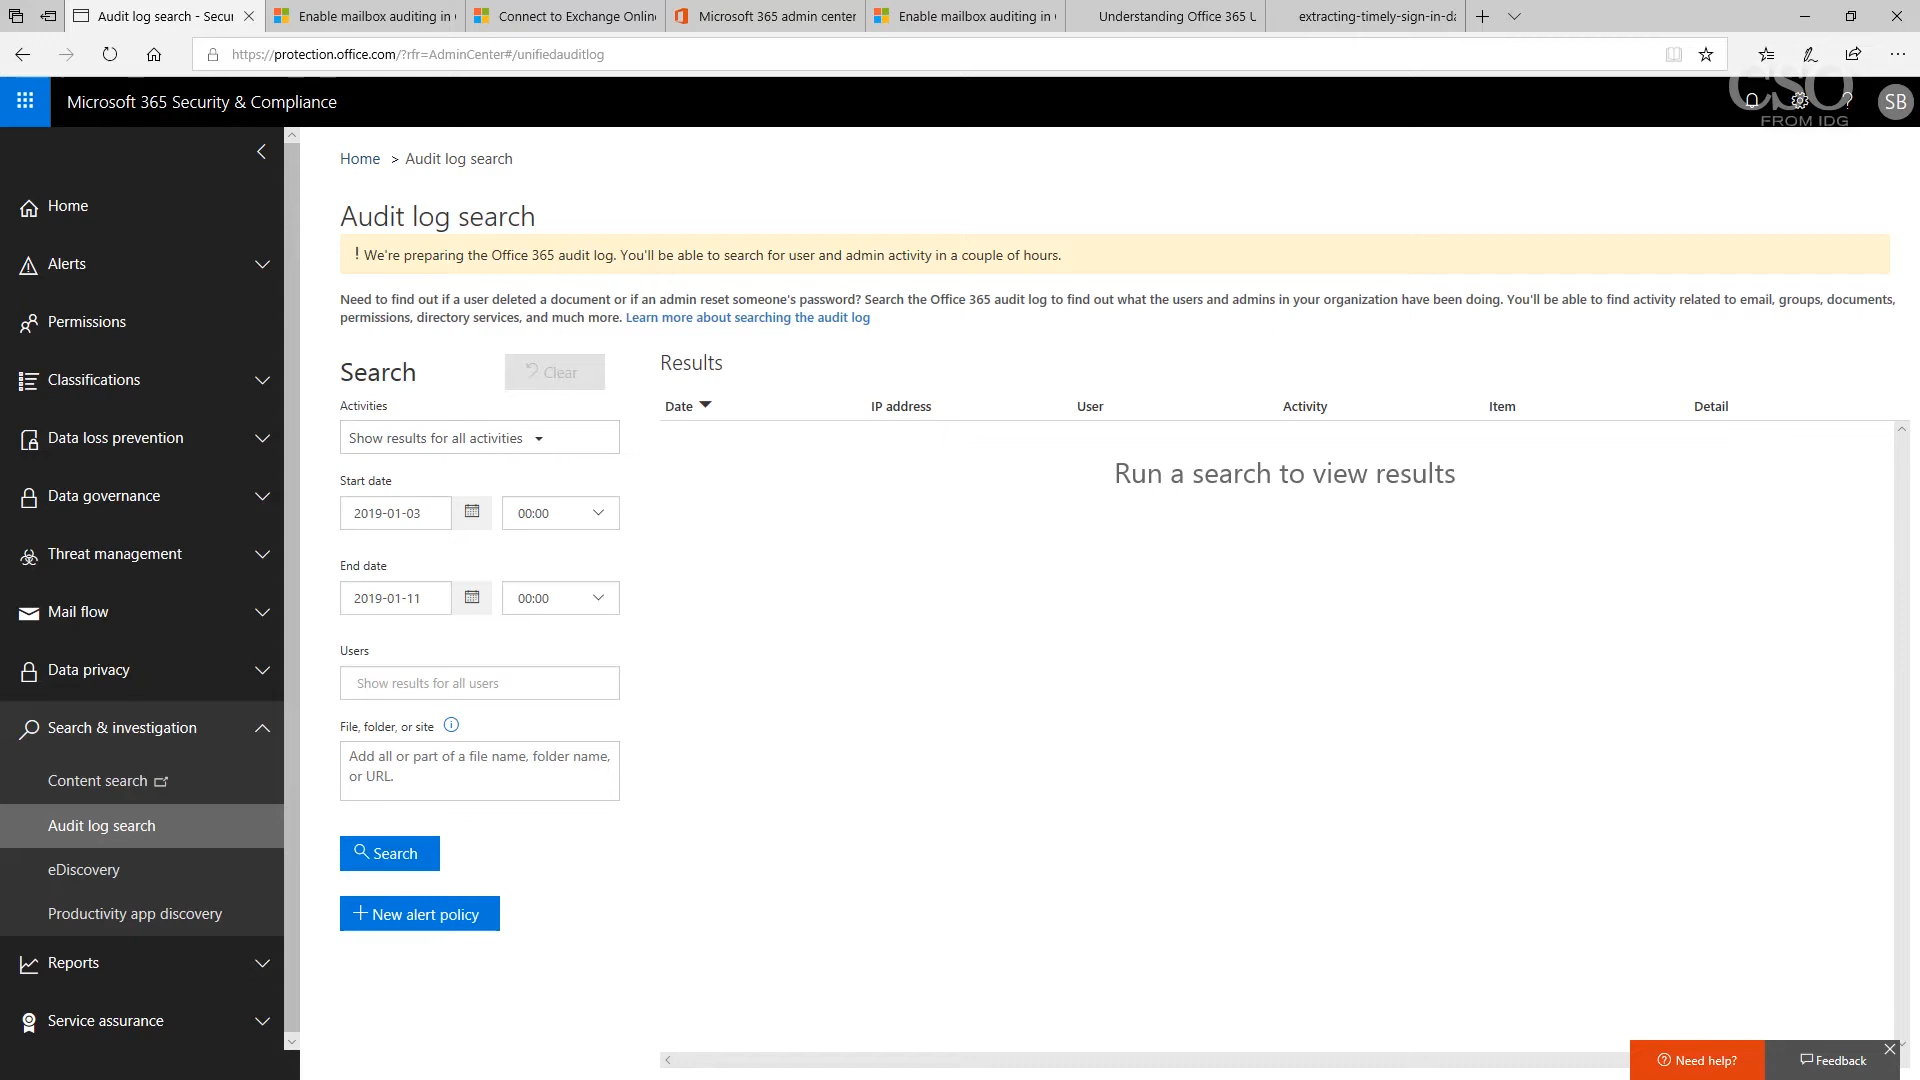 Audit log search - Secur
Enable mailbox auditing in
Connect to Exchange Online
Microsoft 365 admin center
Enable mailbox auditing in
Understanding Office 365 U
extracting-timely-sign-in-da
https://protection.office.com/?rfr=AdminCenter#/unifiedauditlog
Microsoft 365 Security & Compliance
CSO
FROM IDG
SB
Home
Alerts
Permissions
Classifications
Data loss prevention
Data governance
Threat management
Mail flow
Data privacy
Search & investigation
Content search
Audit log search
eDiscovery
Productivity app discovery
Reports
Service assurance
Home > Audit log search
Audit log search
! We're preparing the Office 365 audit log. You'll be able to search for user and admin activity in a couple of hours.
Need to find out if a user deleted a document or if an admin reset someone's password? Search the Office 365 audit log to find out what the users and admins in your organization have been doing. You'll be able to find activity related to email, groups, documents,
permissions, directory services, and much more. Learn more about searching the audit log
Search
Clear
Activities
Show results for all activities
Start date
2019-01-03
00:00
End date
2019-01-11
00:00
Users
Show results for all users
File, folder, or site
Add all or part of a file name, folder name,
or URL.
Search
New alert policy
Results
Date
IP address
User
Activity
Item
Detail
Run a search to view results
Need help?
Feedback